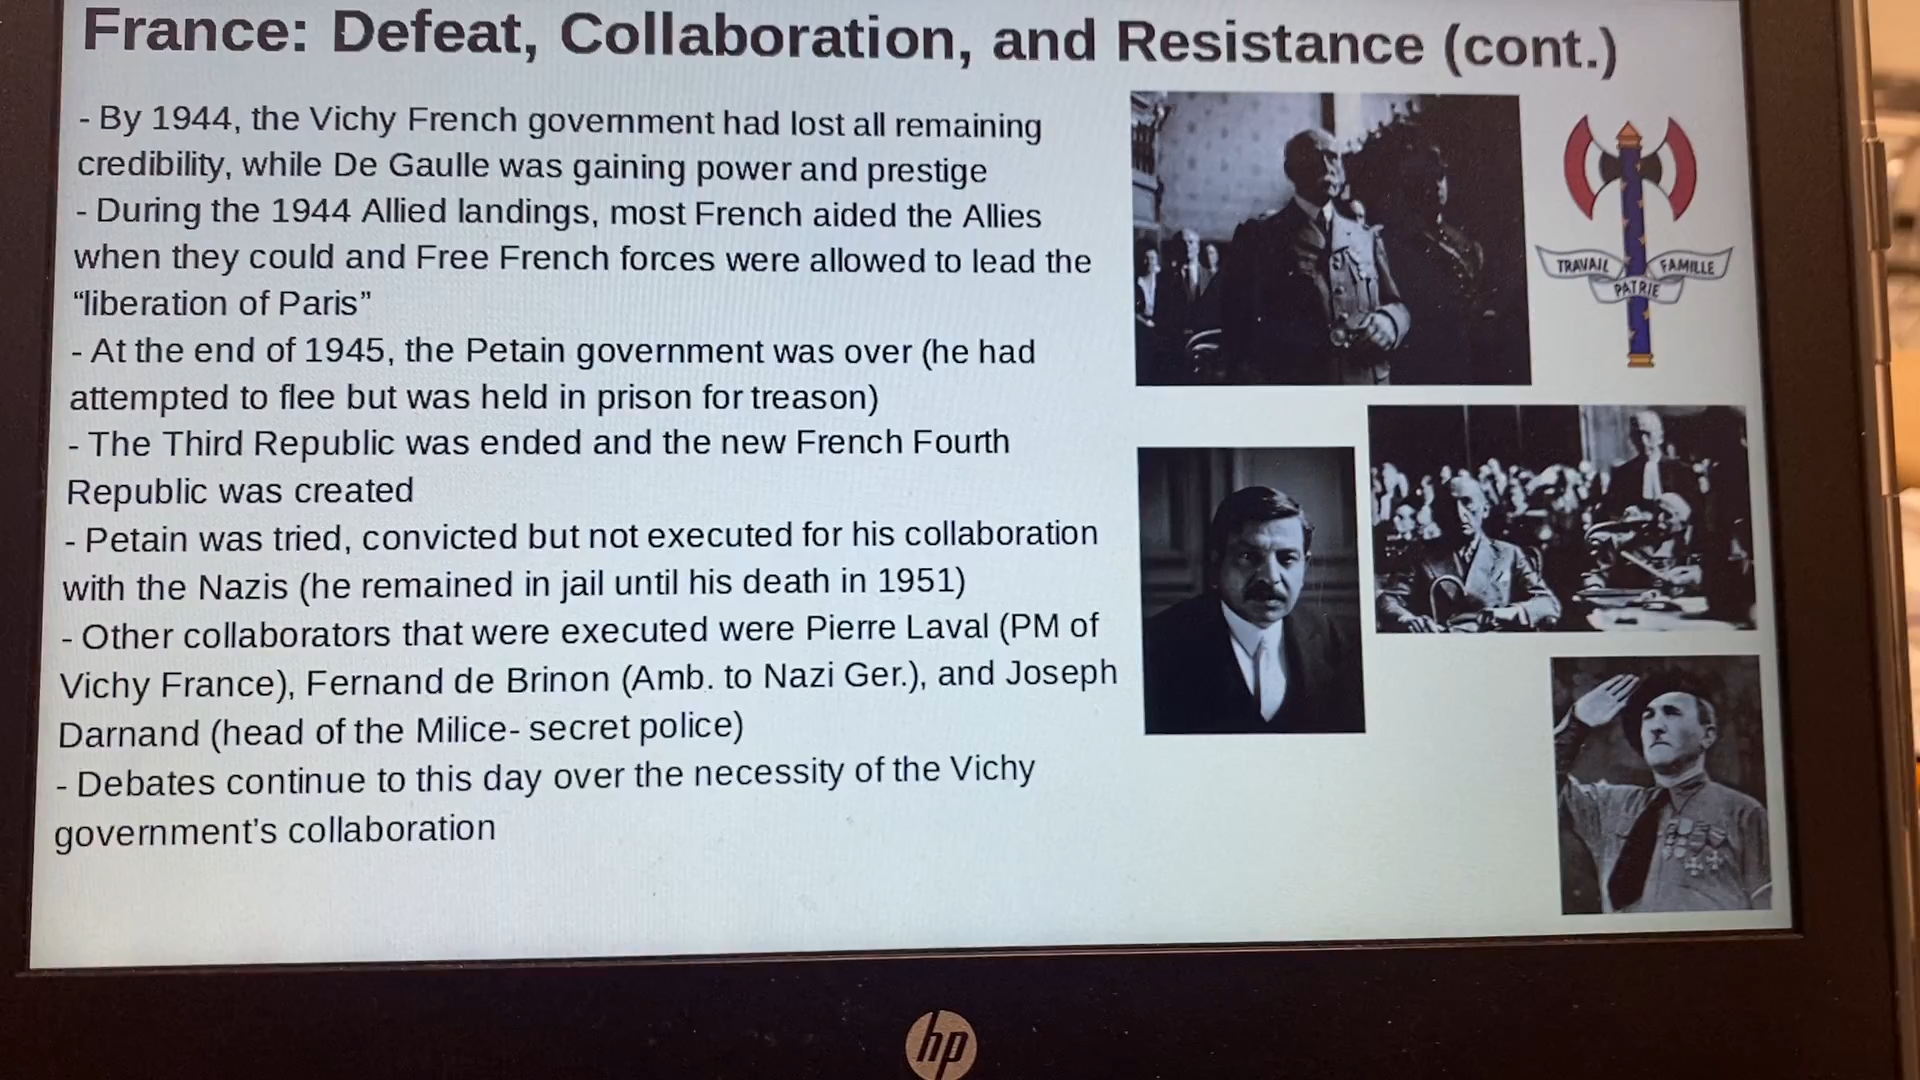 France: Defeat, Collaboration, and Resistance (cont.)
- By 1944, the Vichy French government had lost all remaining
credibility, while De Gaulle was gaining power and prestige
- During the 1944 Allied landings, most French aided the Allies
when they could and Free French forces were allowed to lead the
“liberation of Paris”
- At the end of 1945, the Petain government was over (he had
attempted to flee but was held in prison for treason)
- The Third Republic was ended and the new French Fourth
Republic was created
- Petain was tried, convicted but not executed for his collaboration
with the Nazis (he remained in jail until his death in 1951)
- Other collaborators that were executed were Pierre Laval (PM of
Vichy France), Fernand de Brinon (Amb. to Nazi Ger.), and Joseph
Darnand (head of the Milice- secret police)
- Debates continue to this day over the necessity of the Vichy
government’s collaboration
TRAVAIL FAMILLE
PATRIE
hp